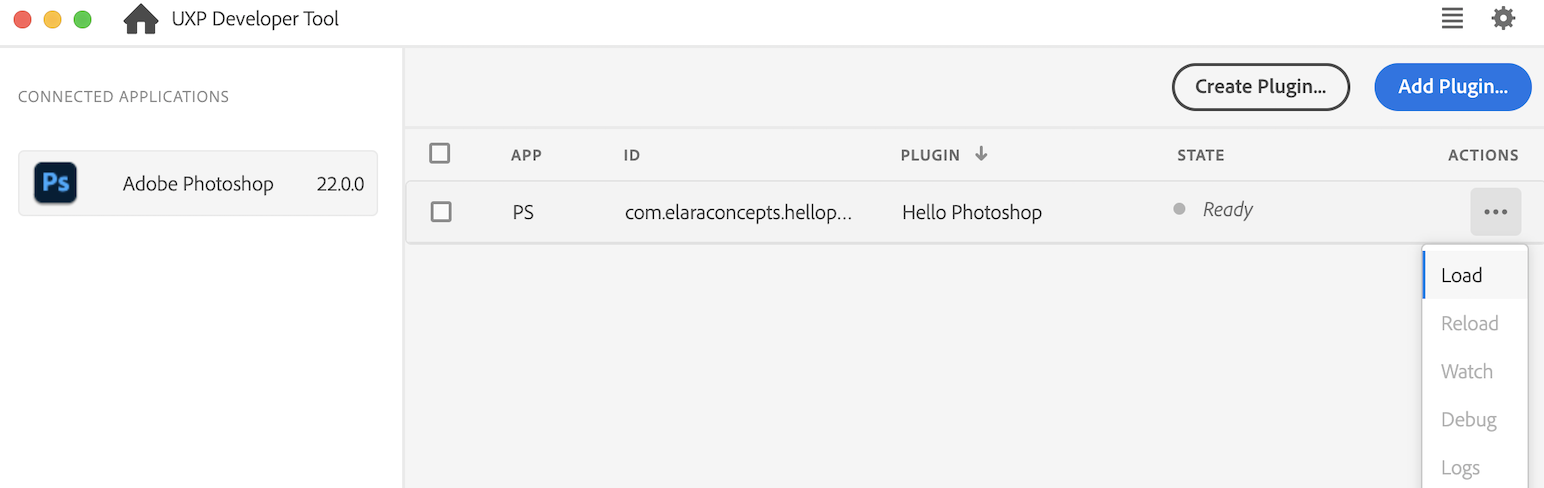 UXP Developer Tool
CONNECTED APPLICATIONS
Create Plugin... Add Plugin...
APP ID PLUGIN STATE ACTIONS
Ps Adobe Photoshop 22.0.0
PS com.elaraconcepts.hellop... Hello Photoshop Ready
Load
Reload
Watch
Debug
Logs